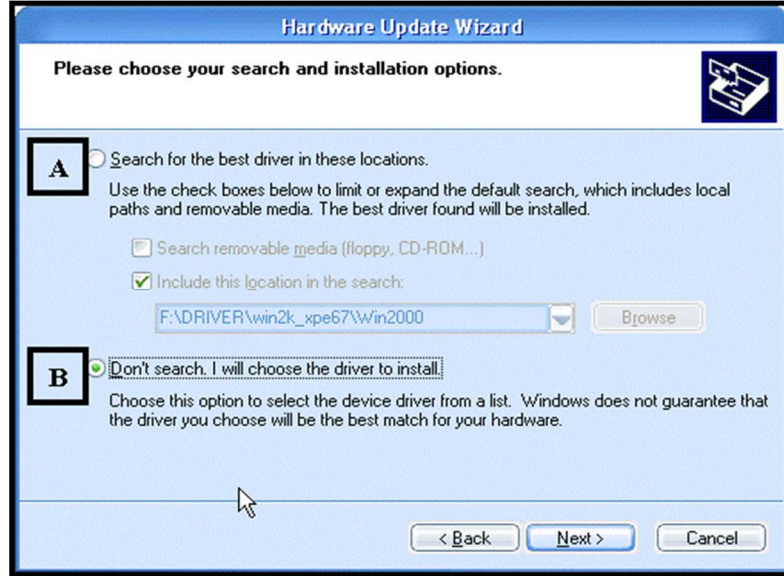 Hardware Update Wizard
Please choose your search and installation options.
A
Search for the best driver in these locations.
Use the check boxes below to limit or expand the default search, which includes local
paths and removable media. The best driver found will be installed.
Search removable media (floppy, CD-ROM...)
Include this location in the search:
F:\DRIVER\win2k_xpe67\Win2000
Browse
B
Don't search. I will choose the driver to install.
Choose this option to select the device driver from a list. Windows does not guarantee that
the driver you choose will be the best match for your hardware.
< Back Next > Cancel